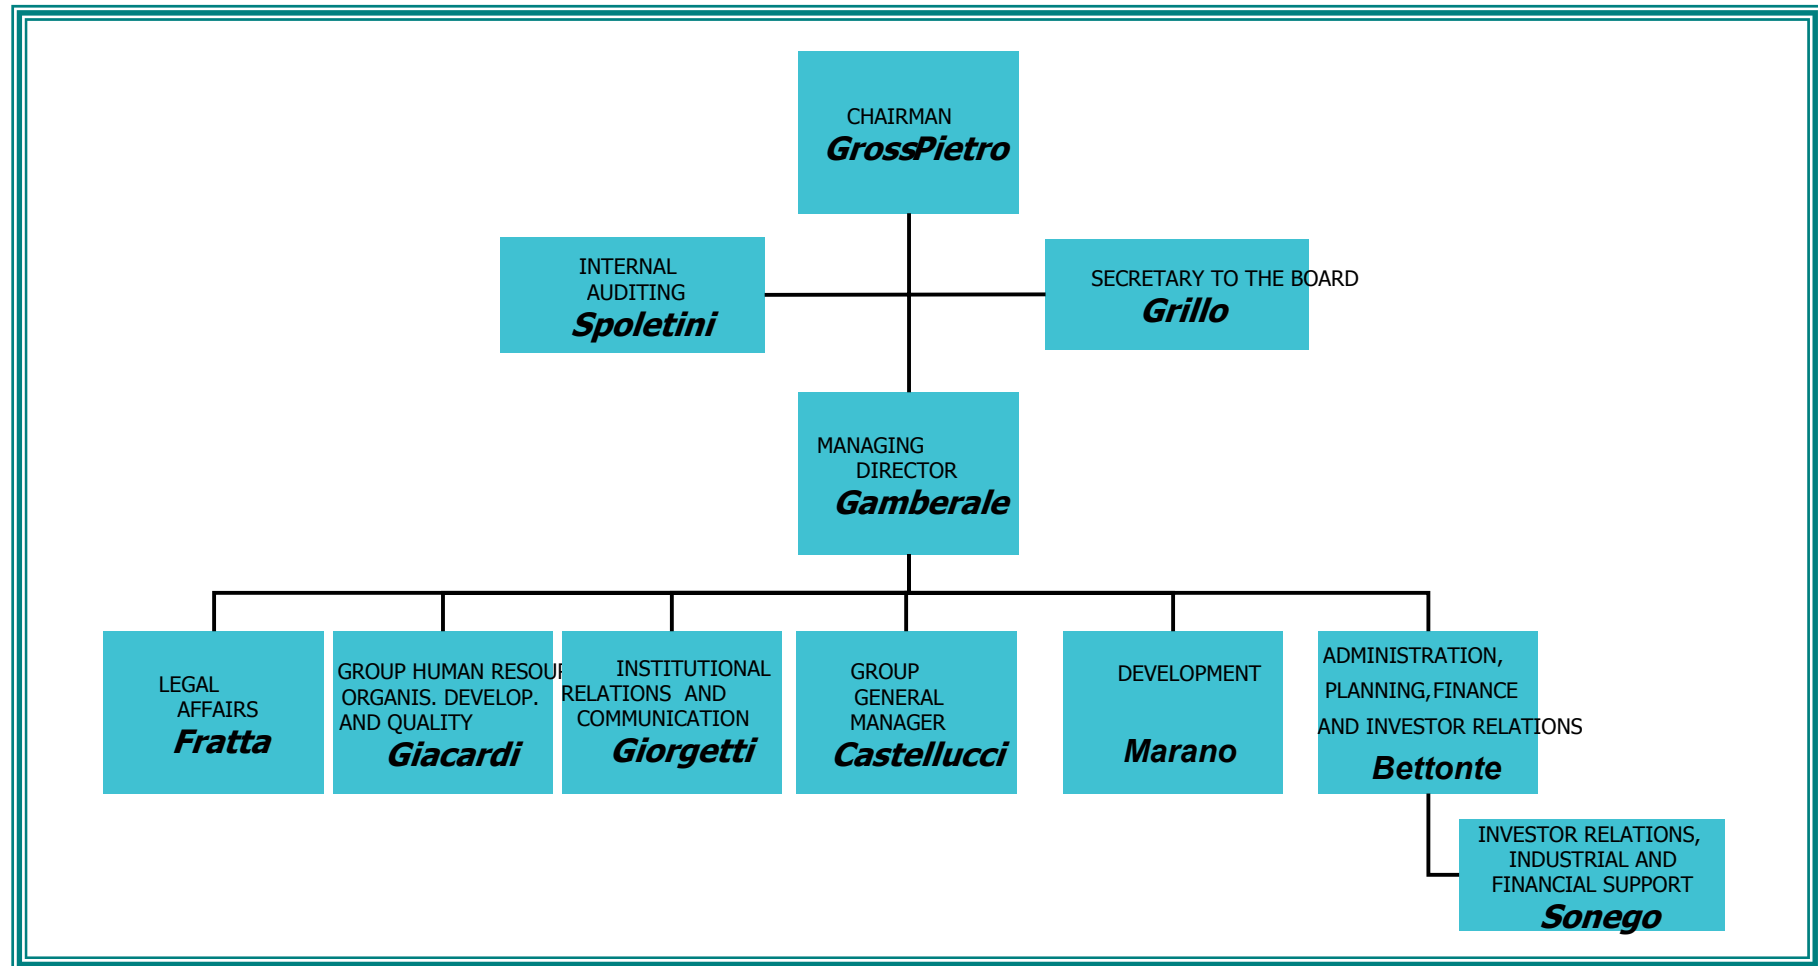 CHAIRMAN
GrossPietro
INTERNAL
AUDITING
Spoletini
SECRETARY TO THE BOARD
Grillo
MANAGING
DIRECTOR
Gamberale
LEGAL
AFFAIRS
Fratta
GROUP HUMAN RESOUR
ORGANIS. DEVELOP.
AND QUALITY
Giacardi
INSTITUTIONAL
RELATIONS AND
COMMUNICATION
Giorgetti
GROUP
GENERAL
MANAGER
Castellucci
DEVELOPMENT
Marano
ADMINISTRATION,
PLANNING,FINANCE
AND INVESTOR RELATIONS
Bettonte
INVESTOR RELATIONS,
INDUSTRIAL AND
FINANCIAL SUPPORT
Sonego